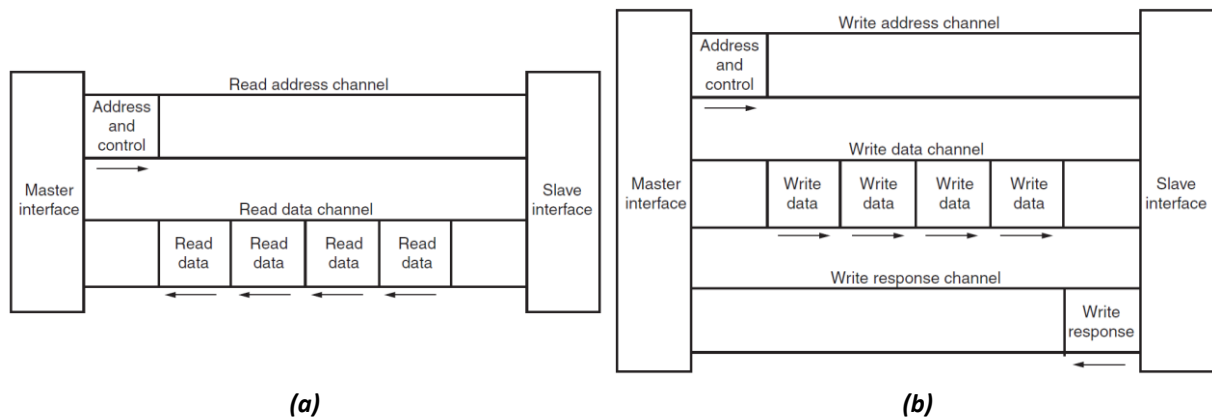 Read address channel
Address
and
control
Master
interface
Slave
interface
Read data channel
Read
data
Read
data
Read
data
Read
data
(a)
Write address channel
Address
and
control
Write data channel
Master
interface
Write
data
Write
data
Write
data
Write
data
Slave
interface
Write response channel
Write
response
(b)